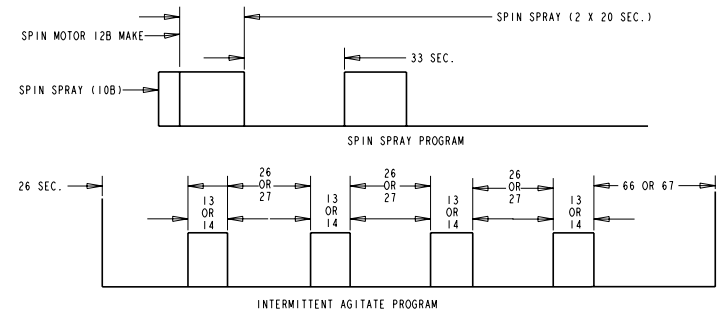 SPIN SPRAY (2 X 20 SEC.)
SPIN MOTOR 12B MAKE
33 SEC.
SPIN SPRAY (10B)
SPIN SPRAY PROGRAM
26 SEC.
26
OR
27
26
OR
27
26
OR
27
66 OR 67
13
OR
14
13
OR
14
13
OR
14
13
OR
14
INTERMITTENT AGITATE PROGRAM